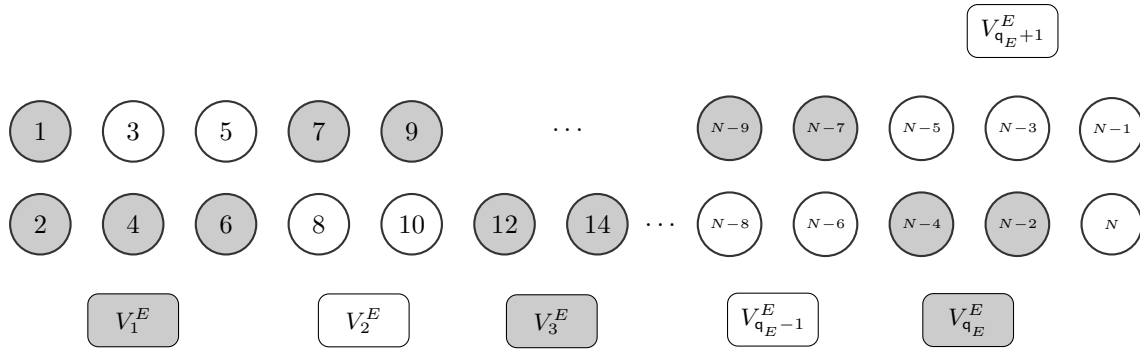 V^E_{q_E+1}
1 3 5 7 9 ⋯ N−9 N−7 N−5 N−3 N−1
2 4 6 8 10 12 14 ⋯ N−8 N−6 N−4 N−2 N
V^E_1 V^E_2 V^E_3 V^E_{q_E−1} V^E_{q_E}